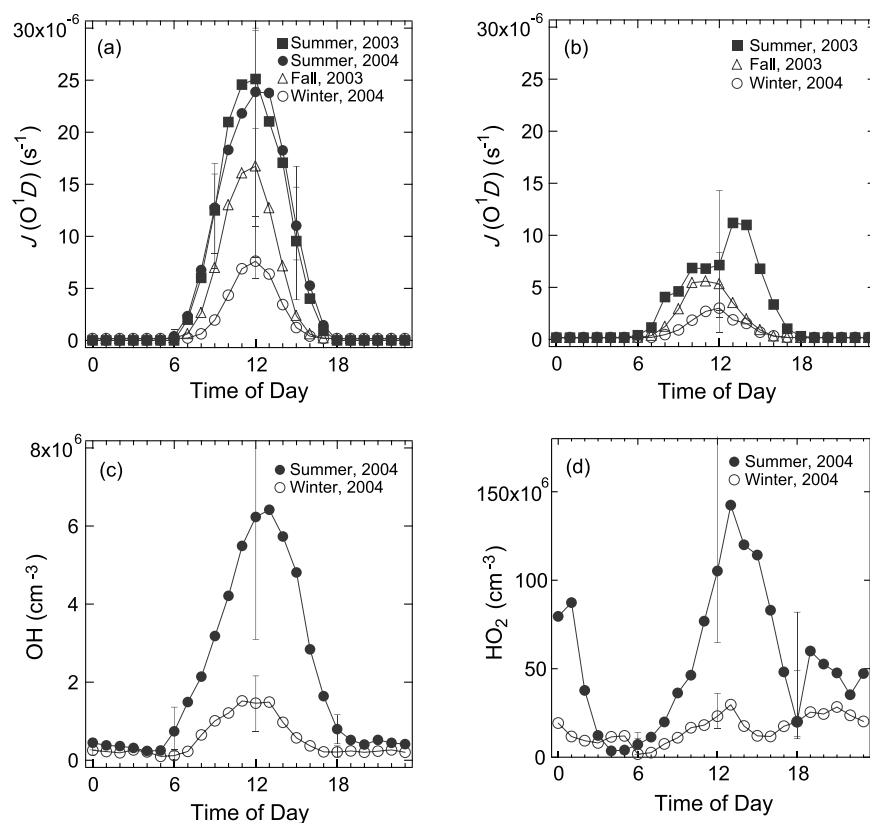 (a)
Summer, 2003
Summer, 2004
Fall, 2003
Winter, 2004
30x10⁻⁶
25
20
15
10
5
0
J (O¹D) (s⁻¹)
0 6 12 18
Time of Day
(b)
Summer, 2003
Fall, 2003
Winter, 2004
30x10⁻⁶
25
20
15
10
5
0
J (O¹D) (s⁻¹)
0 6 12 18
Time of Day
(c)
Summer, 2004
Winter, 2004
8x10⁶
6
4
2
0
OH (cm⁻³)
0 6 12 18
Time of Day
(d)
Summer, 2004
Winter, 2004
150x10⁶
100
50
0
HO₂ (cm⁻³)
0 6 12 18
Time of Day